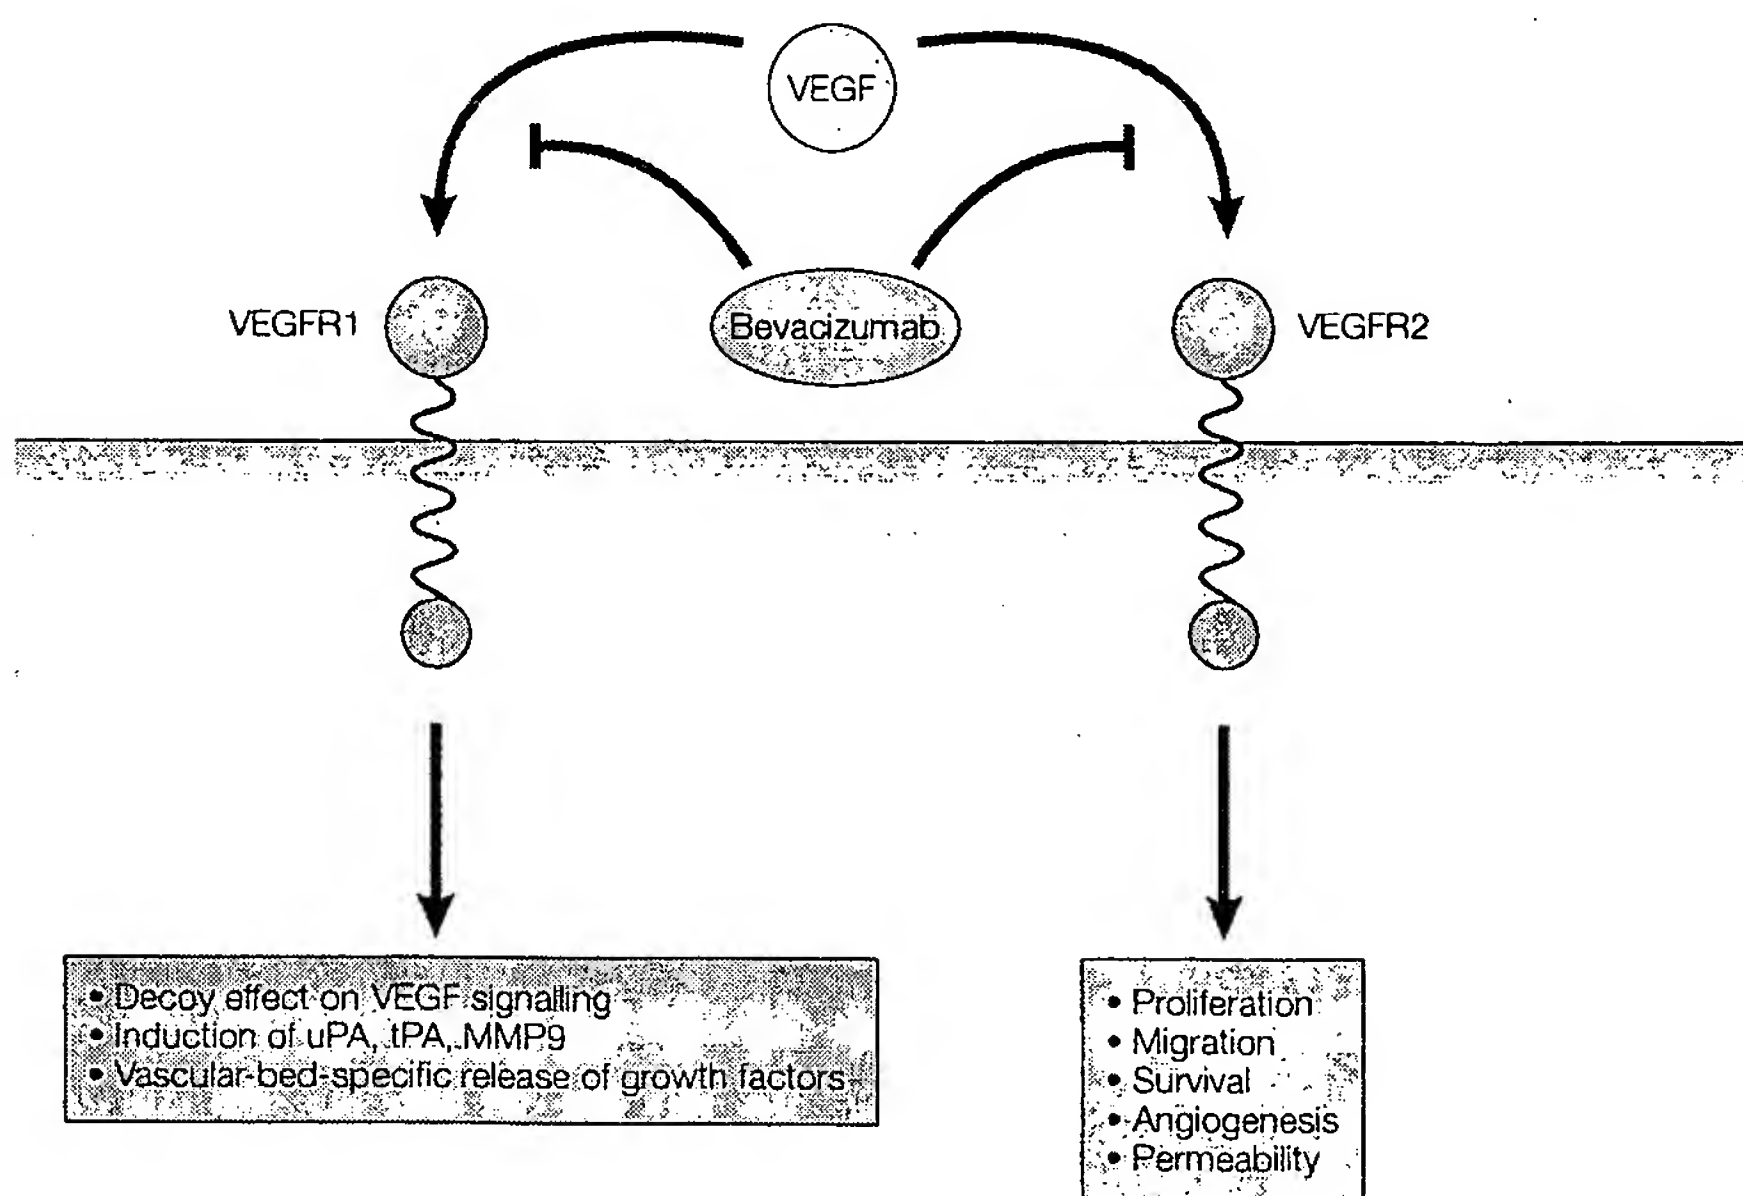 VEGF
VEGFR1
Bevacizumab
VEGFR2
• Decoy effect on VEGF signalling
• Induction of uPA, tPA, MMP9
• Vascular-bed-specific release of growth factors
• Proliferation
• Migration
• Survival
• Angiogenesis
• Permeability